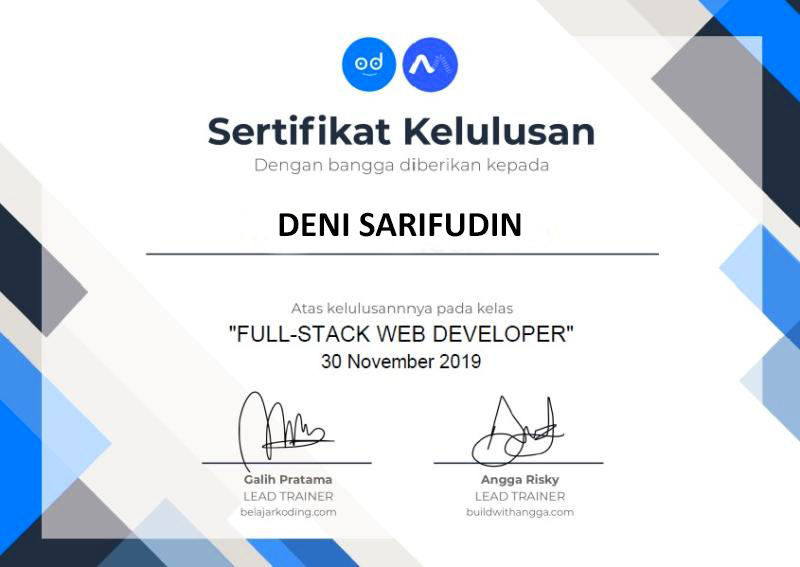 od
Sertifikat Kelulusan
Dengan bangga diberikan kepada
DENI SARIFUDIN
Atas kelulusannnya pada kelas
"FULL-STACK WEB DEVELOPER"
30 November 2019
Galih Pratama
LEAD TRAINER
belajarkoding.com
Angga Risky
LEAD TRAINER
buildwithangga.com